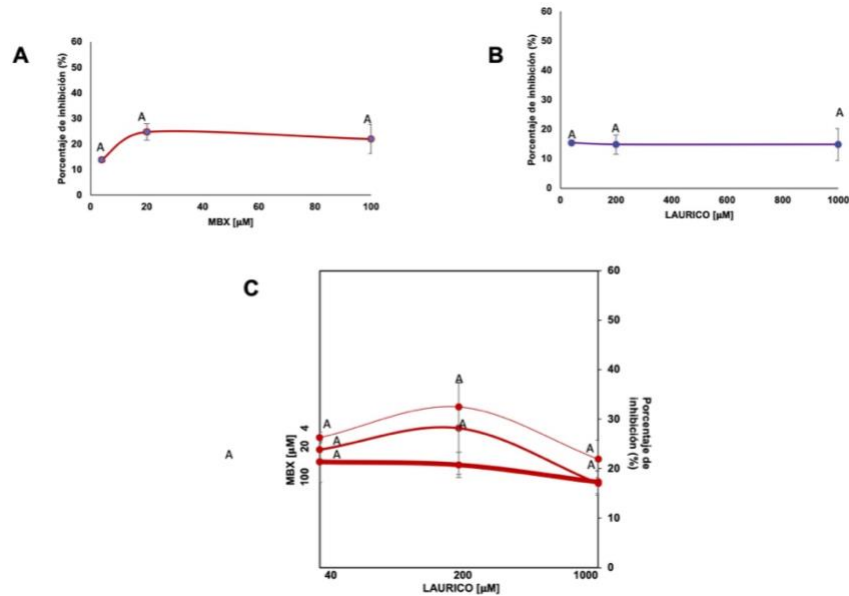 A
Porcentaje de inhibición (%)
60
50
40
30
20
10
0
A
A
A
0
20
40
60
80
100
MBX [µM]
B
Porcentaje de inhibición (%)
60
50
40
30
20
10
0
A
A
A
0
200
400
600
800
1000
LAURICO [µM]
C
A
MBX [µM]
4
20
100
A
A
A
A
A
A
A
60
50
40
30
20
10
0
Porcentaje de
inhibición (%)
40
200
1000
LAURICO [µM]